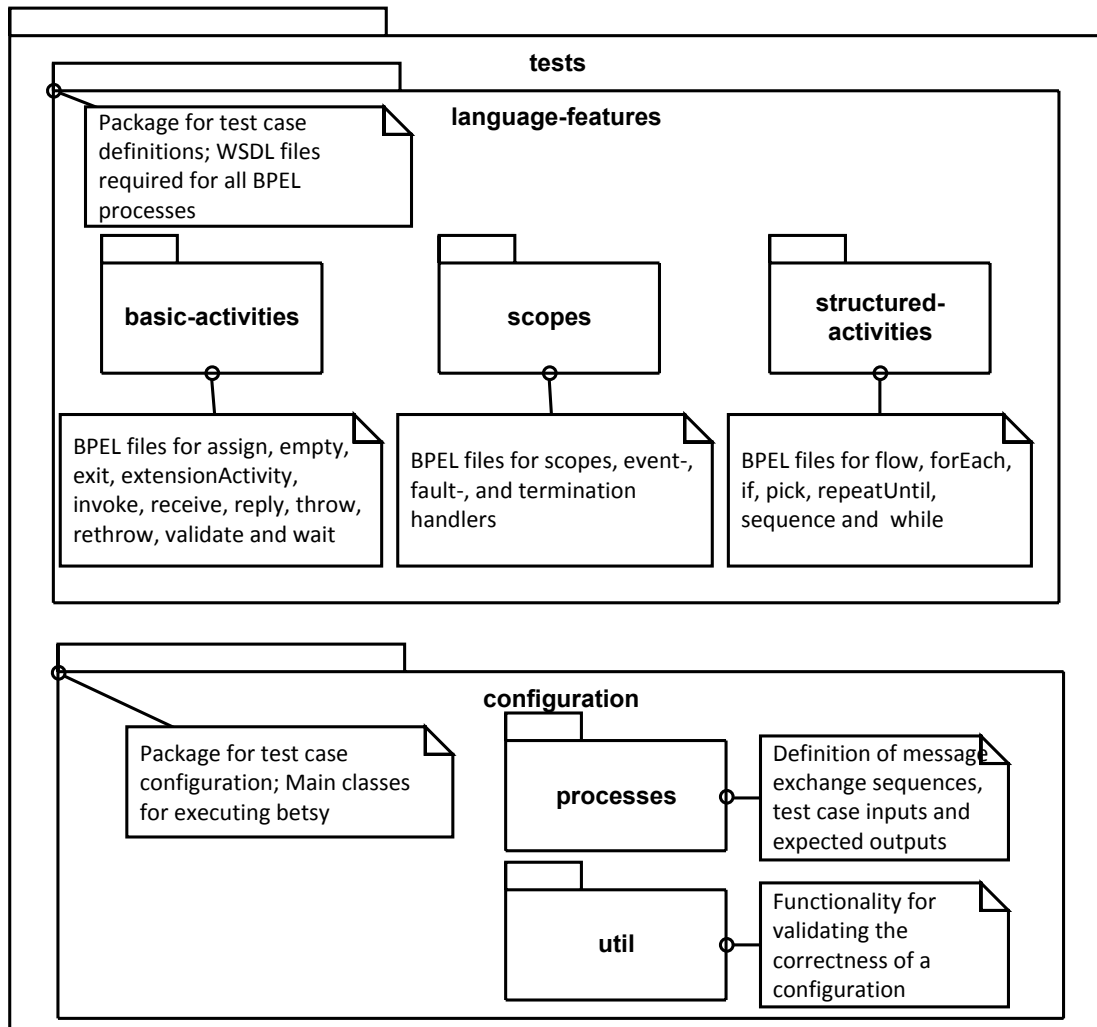 tests
language-features
Package for test case
definitions; WSDL files
required for all BPEL
processes
basic-activities
scopes
structured-
activities
BPEL files for assign, empty,
exit, extensionActivity,
invoke, receive, reply, throw,
rethrow, validate and wait
BPEL files for scopes, event-,
fault-, and termination
handlers
BPEL files for flow, forEach,
if, pick, repeatUntil,
sequence and while
configuration
Package for test case
configuration; Main classes
for executing betsy
processes
Definition of message
exchange sequences,
test case inputs and
expected outputs
util
Functionality for
validating the
correctness of a
configuration